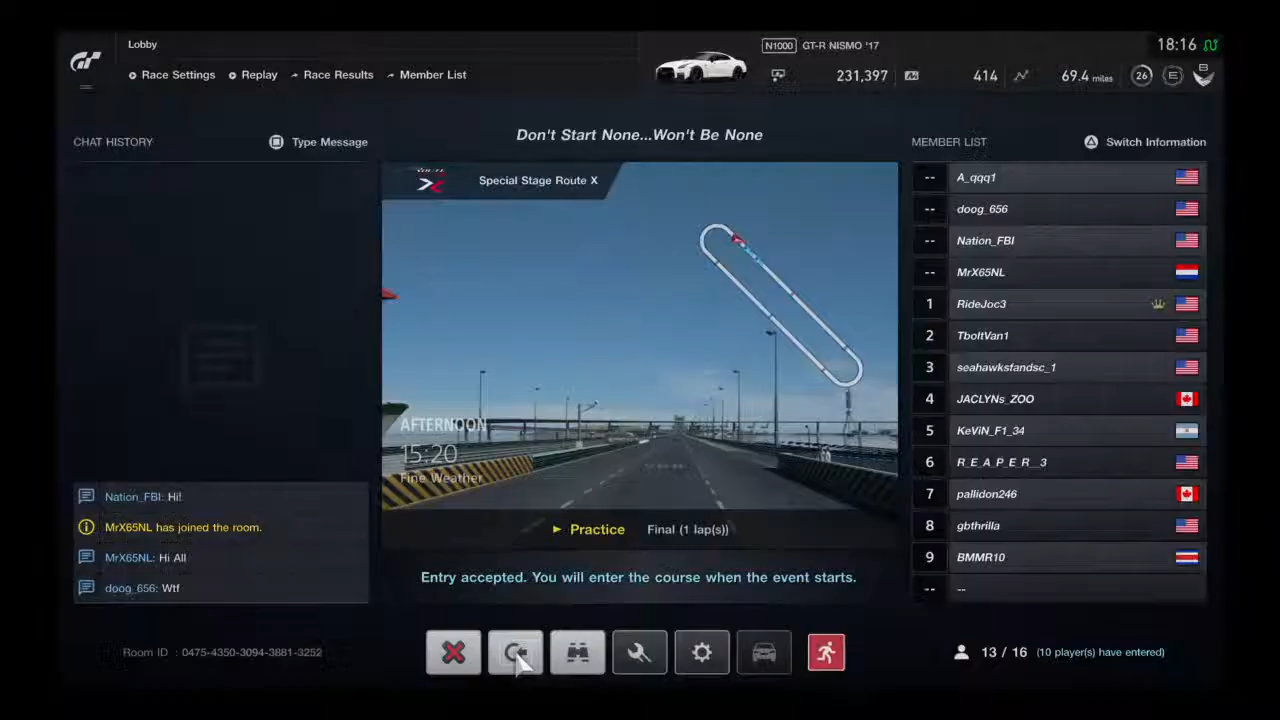 Lobby
Race Settings
Replay
Race Results
Member List
N1000
GT-R NISMO '17
231,397
414
69.4 miles
18:16
26
E
B
CHAT HISTORY
Type Message
Don't Start None...Won't Be None
MEMBER LIST
Switch Information
Special Stage Route X
AFTERNOON
15:20
Fine Weather
Practice
Final (1 lap(s))
Entry accepted. You will enter the course when the event starts.
Nation_FBI: Hi!
MrX65NL has joined the room.
MrX65NL: Hi All
doog_656: Wtf
-- A_qqq1
-- doog_656
-- Nation_FBI
-- MrX65NL
1 RideJoc3
2 TboltVan1
3 seahawksfandsc_1
4 JACLYNs_ZOO
5 KeViN_F1_34
6 R_E_A_P_E_R__3
7 pallidon246
8 gbthrilla
9 BMMR10
-- --
Room ID : 0475-4350-3094-3881-3252
13 / 16 (10 player(s) have entered)